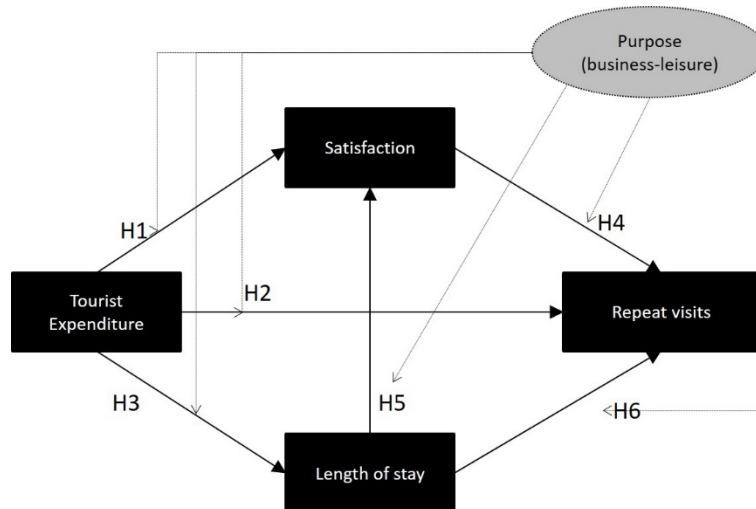 Purpose
(business-leisure)
Satisfaction
H1
H4
Tourist
Expenditure
H2
Repeat visits
H3
H5
H6
Length of stay